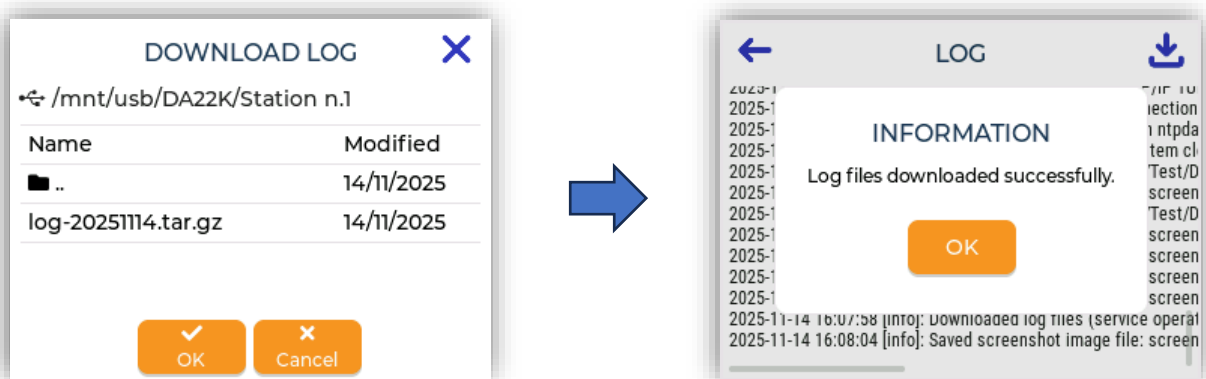 DOWNLOAD LOG
/mnt/usb/DA22K/Station n.1
Name Modified
.. 14/11/2025
log-20251114.tar.gz 14/11/2025
OK
Cancel
LOG
INFORMATION
Log files downloaded successfully.
OK
2025-11-14 16:07:58 [info]: Downloaded log files (service operat
2025-11-14 16:08:04 [info]: Saved screenshot image file: screen